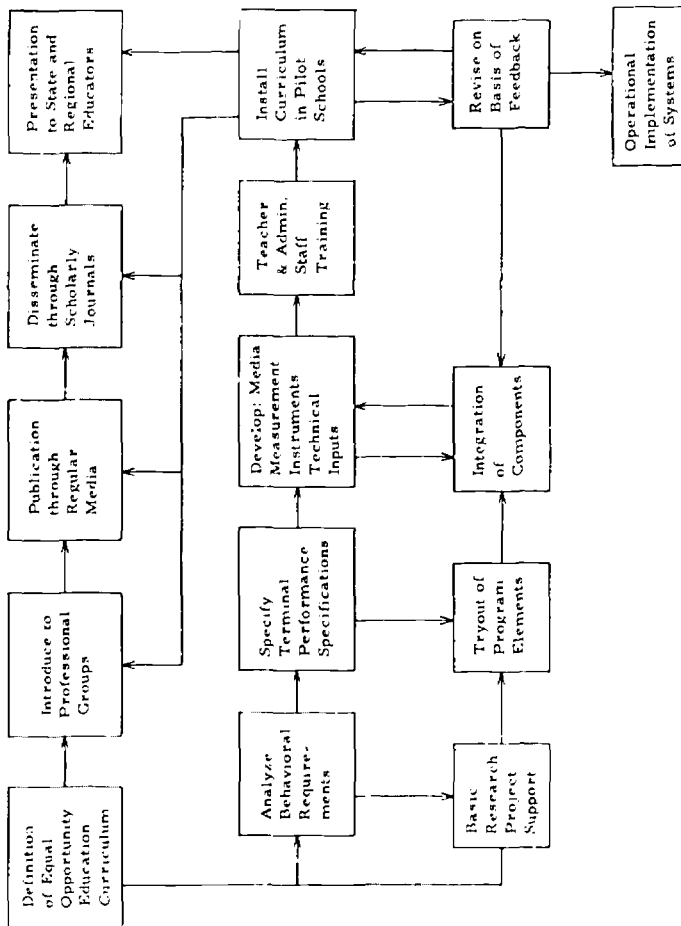 Definition
of Equal
Opportunity
Education
Curriculum
Introduce to
Professional
Groups
Publication
through
Regular
Media
Disseminate
through
Scholarly
Journals
Presentation
to State and
Regional
Educators
Analyze
Behavioral
Require-
ments
Specify
Terminal
Performance
Specifications
Develop: Media
Measurement
Instruments
Technical
Inputs
Teacher
& Admin.
Staff
Training
Install
Curriculum
in Pilot
Schools
Basic
Research
Project
Support
Tryout of
Program
Elements
Integration
of
Components
Revise on
Basis of
Feedback
Operational
Implementation
of Systems